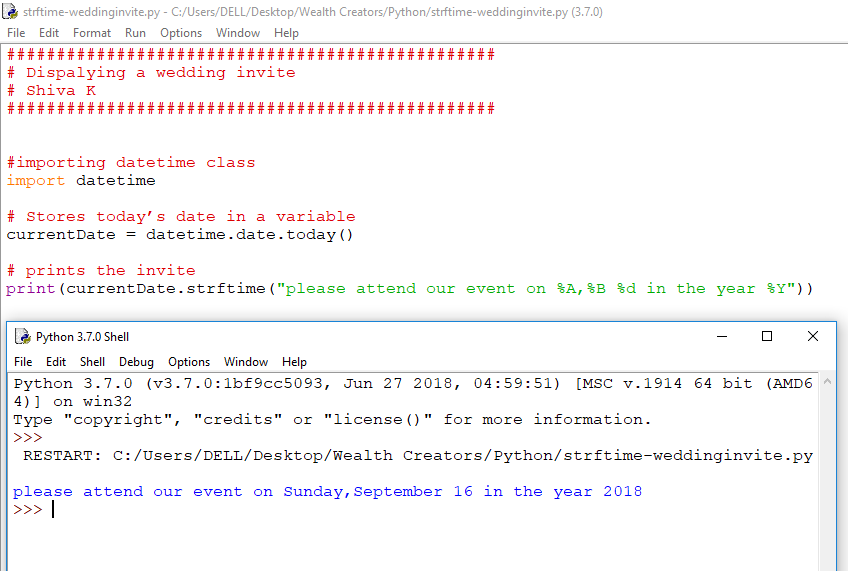 strftime-weddinginvite.py - C:/Users/DELL/Desktop/Wealth Creators/Python/strftime-weddinginvite.py (3.7.0)
File Edit Format Run Options Window Help
#################################################
# Dispalying a wedding invite
# Shiva K
#################################################
#importing datetime class
import datetime
# Stores today’s date in a variable
currentDate = datetime.date.today()
# prints the invite
print(currentDate.strftime("please attend our event on %A,%B %d in the year %Y"))
Python 3.7.0 Shell
File Edit Shell Debug Options Window Help
Python 3.7.0 (v3.7.0:1bf9cc5093, Jun 27 2018, 04:59:51) [MSC v.1914 64 bit (AMD6
4)] on win32
Type "copyright", "credits" or "license()" for more information.
>>>
RESTART: C:/Users/DELL/Desktop/Wealth Creators/Python/strftime-weddinginvite.py
please attend our event on Sunday,September 16 in the year 2018
>>>